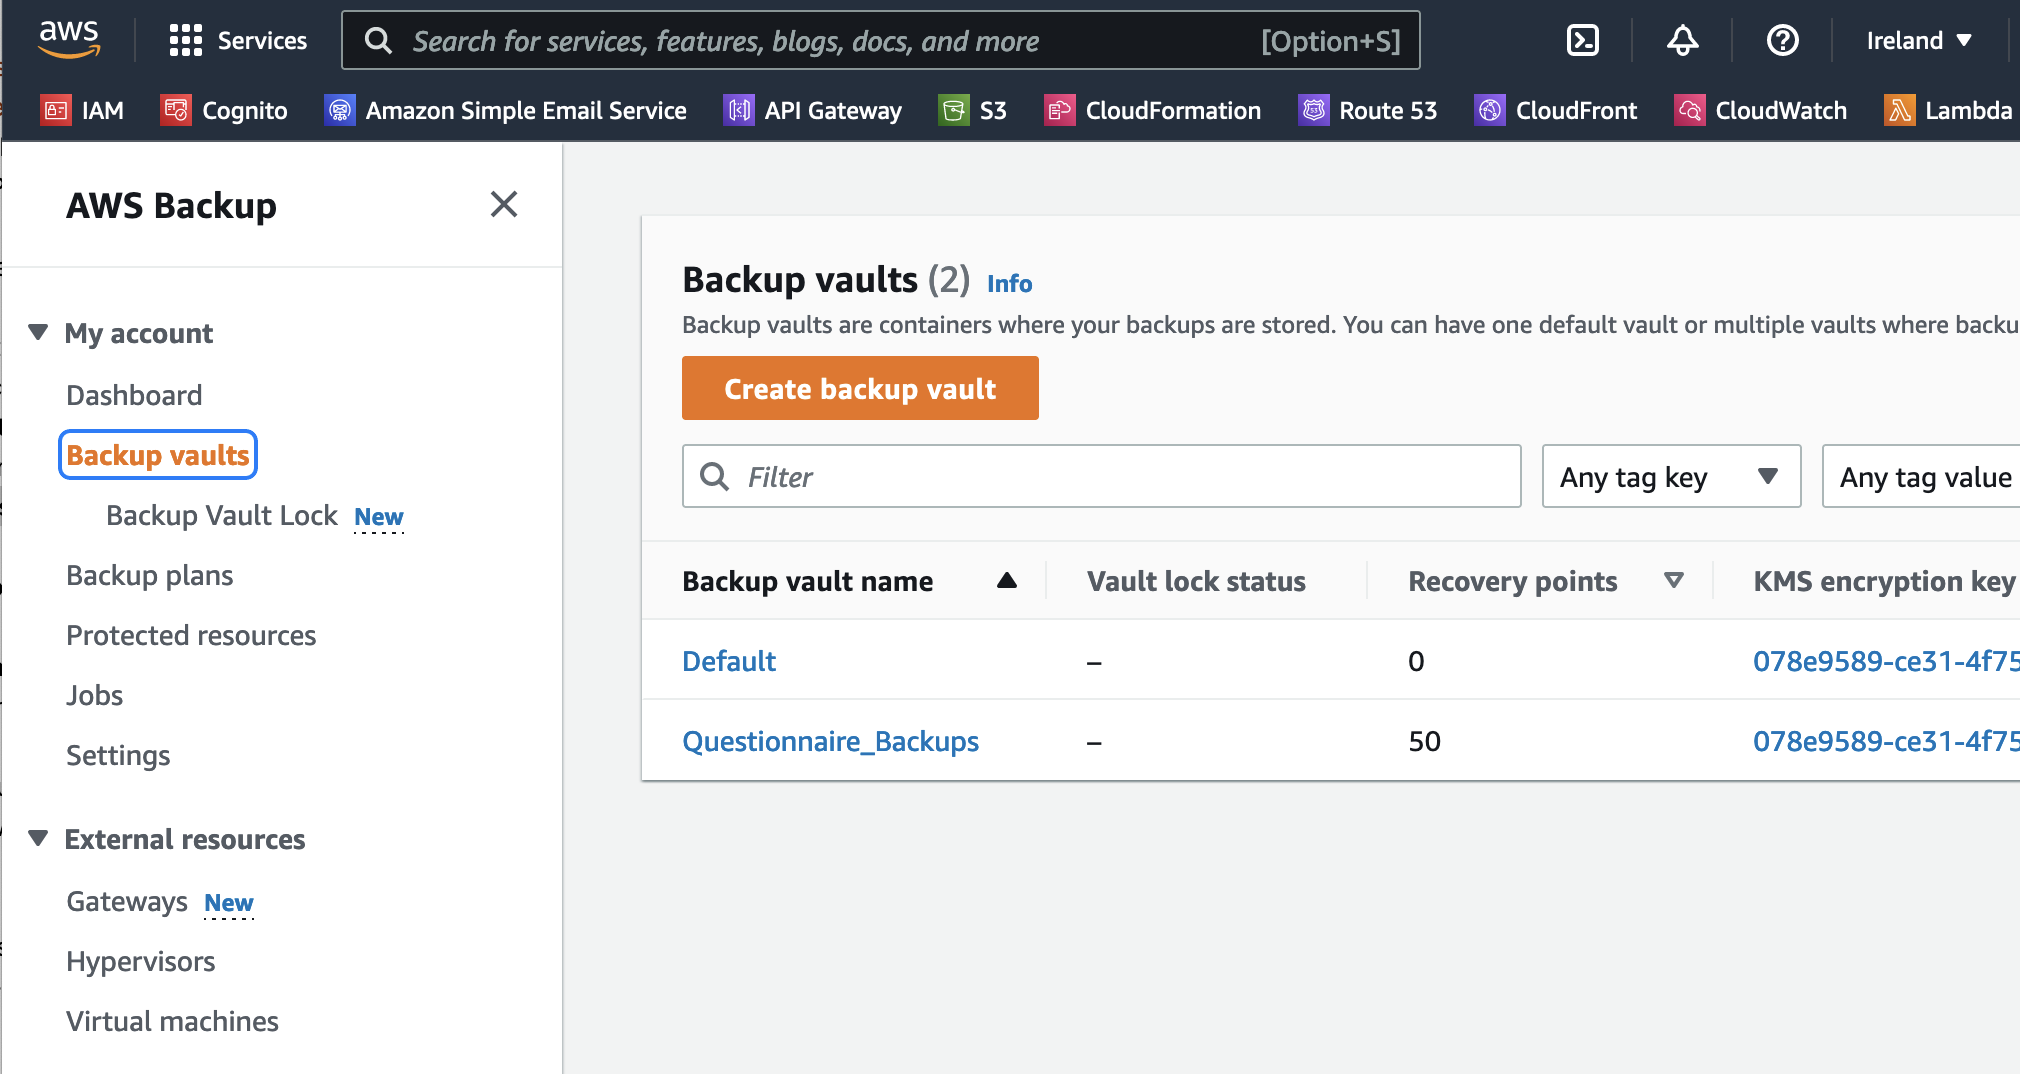 aws Services Search for services, features, blogs, docs, and more [Option+S] Ireland
IAM Cognito Amazon Simple Email Service API Gateway S3 CloudFormation Route 53 CloudFront CloudWatch Lambda
AWS Backup
My account
Dashboard
Backup vaults
Backup Vault Lock New
Backup plans
Protected resources
Jobs
Settings
External resources
Gateways New
Hypervisors
Virtual machines
Backup vaults (2) Info
Backup vaults are containers where your backups are stored. You can have one default vault or multiple vaults where backu
Create backup vault
Filter Any tag key Any tag value
Backup vault name Vault lock status Recovery points KMS encryption key
Default – 0 078e9589-ce31-4f75
Questionnaire_Backups – 50 078e9589-ce31-4f75